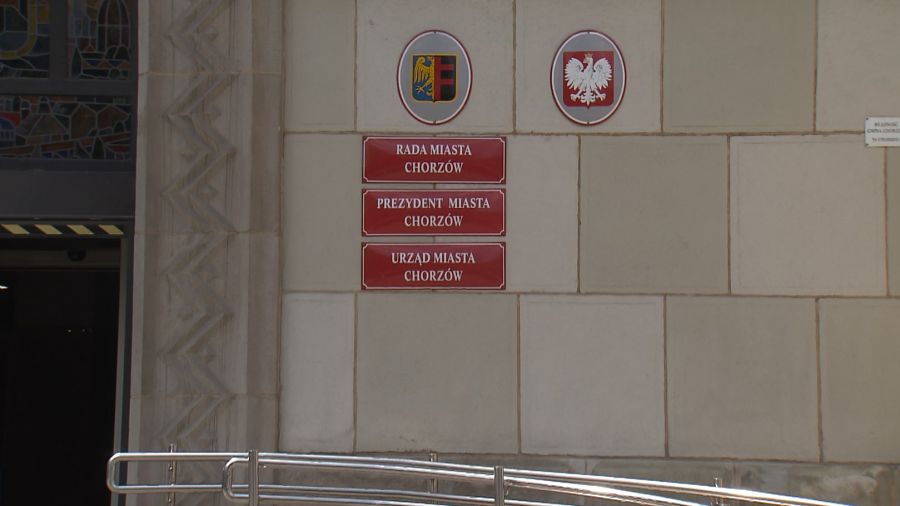 RADA MIASTA
CHORZÓW
PREZYDENT MIASTA
CHORZÓW
URZĄD MIASTA
CHORZÓW